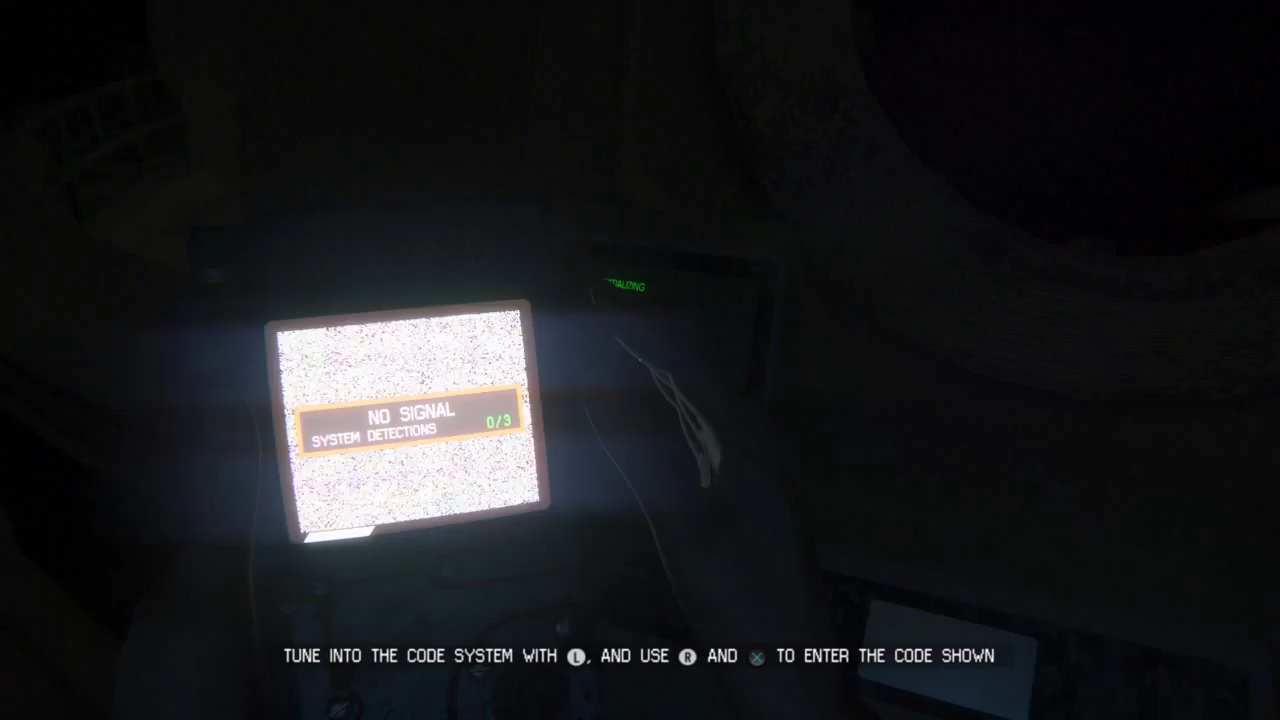 NO SIGNAL
SYSTEM DETECTIONS 0/3
TUNE INTO THE CODE SYSTEM WITH L, AND USE R AND X TO ENTER THE CODE SHOWN